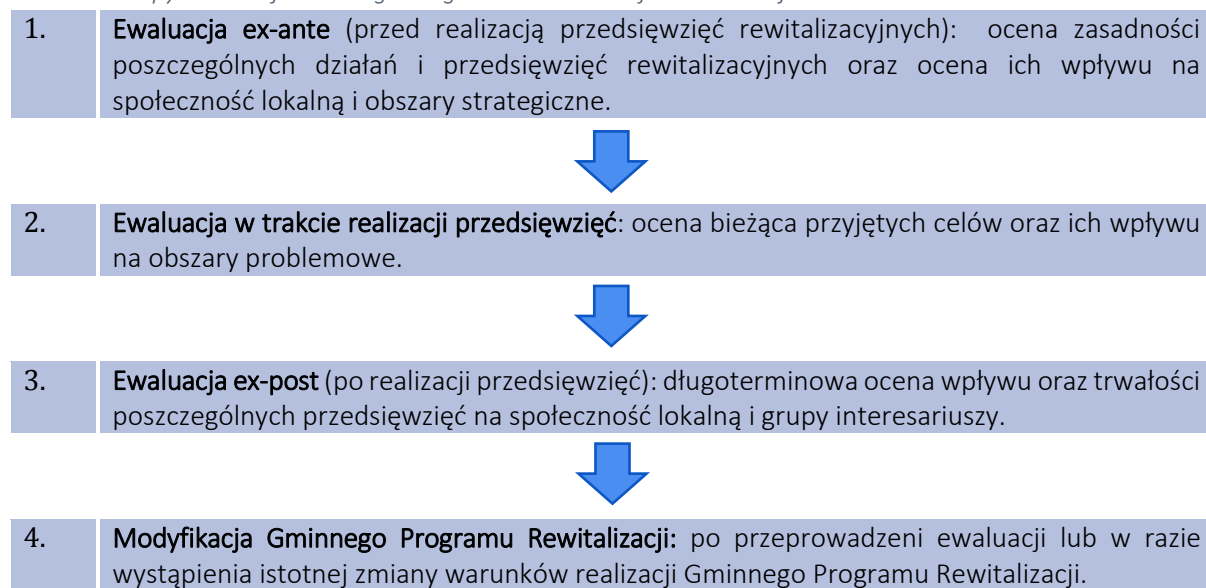 1. Ewaluacja ex-ante (przed realizacją przedsięwzięć rewitalizacyjnych): ocena zasadności
poszczególnych działań i przedsięwzięć rewitalizacyjnych oraz ocena ich wpływu na
społeczność lokalną i obszary strategiczne.
2. Ewaluacja w trakcie realizacji przedsięwzięć: ocena bieżąca przyjętych celów oraz ich wpływu
na obszary problemowe.
3. Ewaluacja ex-post (po realizacji przedsięwzięć): długoterminowa ocena wpływu oraz trwałości
poszczególnych przedsięwzięć na społeczność lokalną i grupy interesariuszy.
4. Modyfikacja Gminnego Programu Rewitalizacji: po przeprowadzeni ewaluacji lub w razie
wystąpienia istotnej zmiany warunków realizacji Gminnego Programu Rewitalizacji.